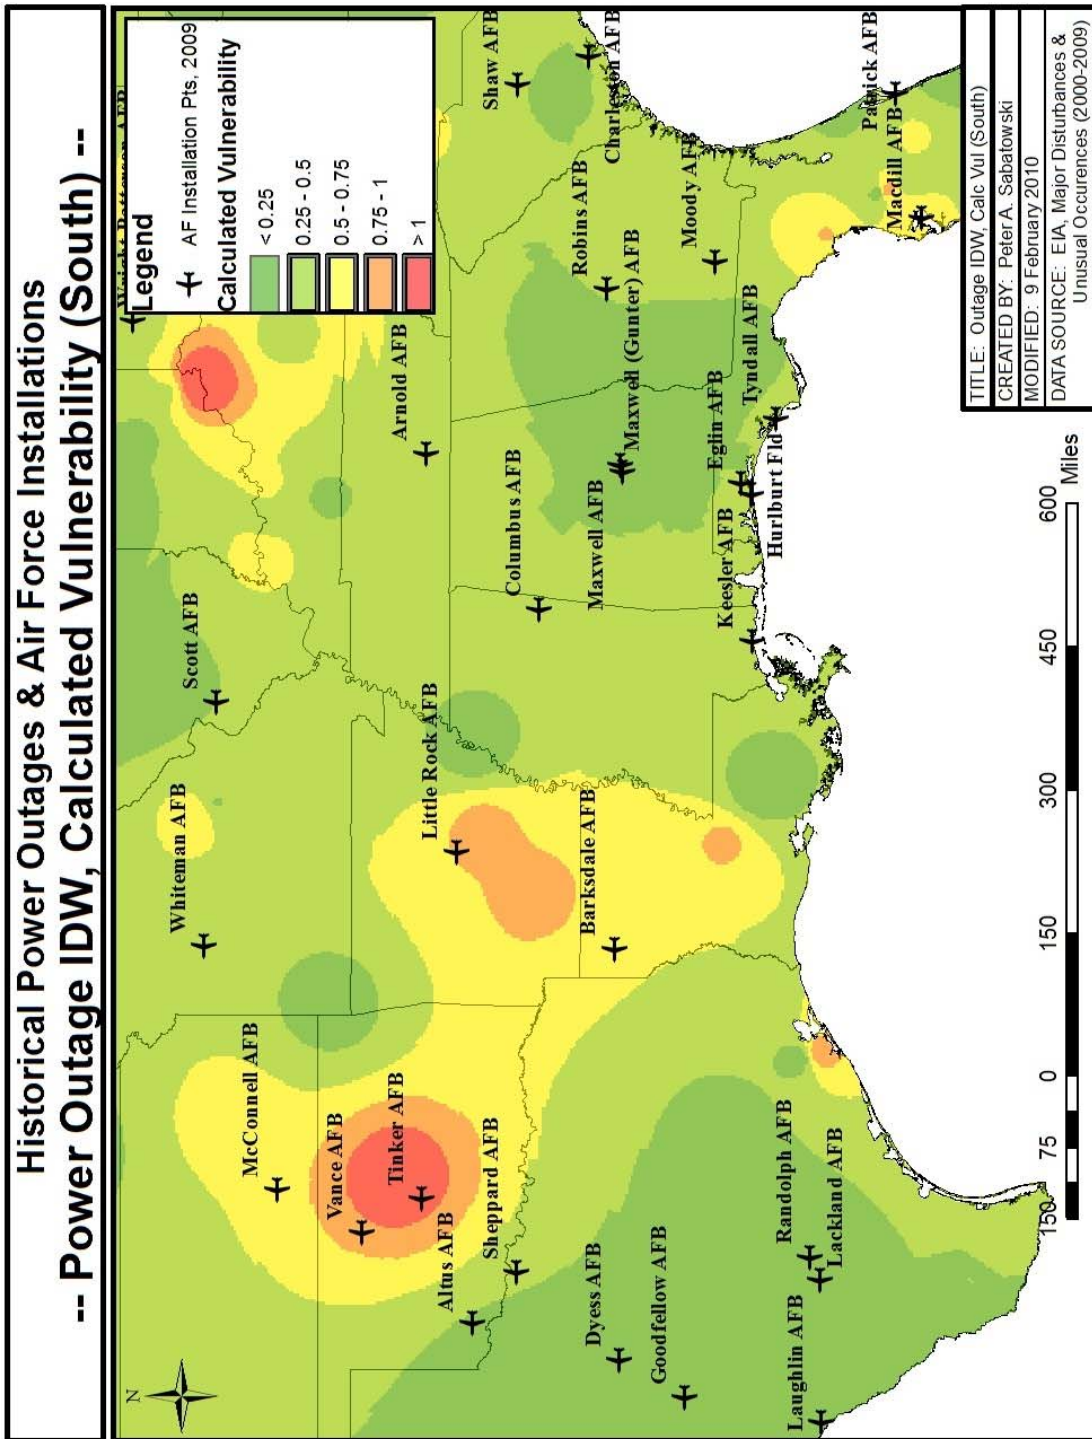 Historical Power Outages & Air Force Installations
-- Power Outage IDW, Calculated Vulnerability (South) --
N
Wright Patterson AFB
Legend
AF Installation Pts, 2009
Calculated Vulnerability
< 0.25
0.25 - 0.5
0.5 - 0.75
0.75 - 1
> 1
McConnell AFB
Whiteman AFB
Scott AFB
Vance AFB
Tinker AFB
Altus AFB
Sheppard AFB
Little Rock AFB
Arnold AFB
Shaw AFB
Columbus AFB
Charleston AFB
Dyess AFB
Barksdale AFB
Maxwell AFB
Maxwell (Gunter) AFB
Robins AFB
Goodfellow AFB
Moody AFB
Keesler AFB
Eglin AFB
Hurlburt Fld
Tyndall AFB
Laughlin AFB
Randolph AFB
Lackland AFB
Macdill AFB
Patrick AFB
150 75 0 150 300 450 600
Miles
TITLE: Outage IDW, Calc Vul (South)
CREATED BY: Peter A. Sabatowski
MODIFIED: 9 February 2010
DATA SOURCE: EIA, Major Disturbances &
Unusual Occurrences (2000-2009)